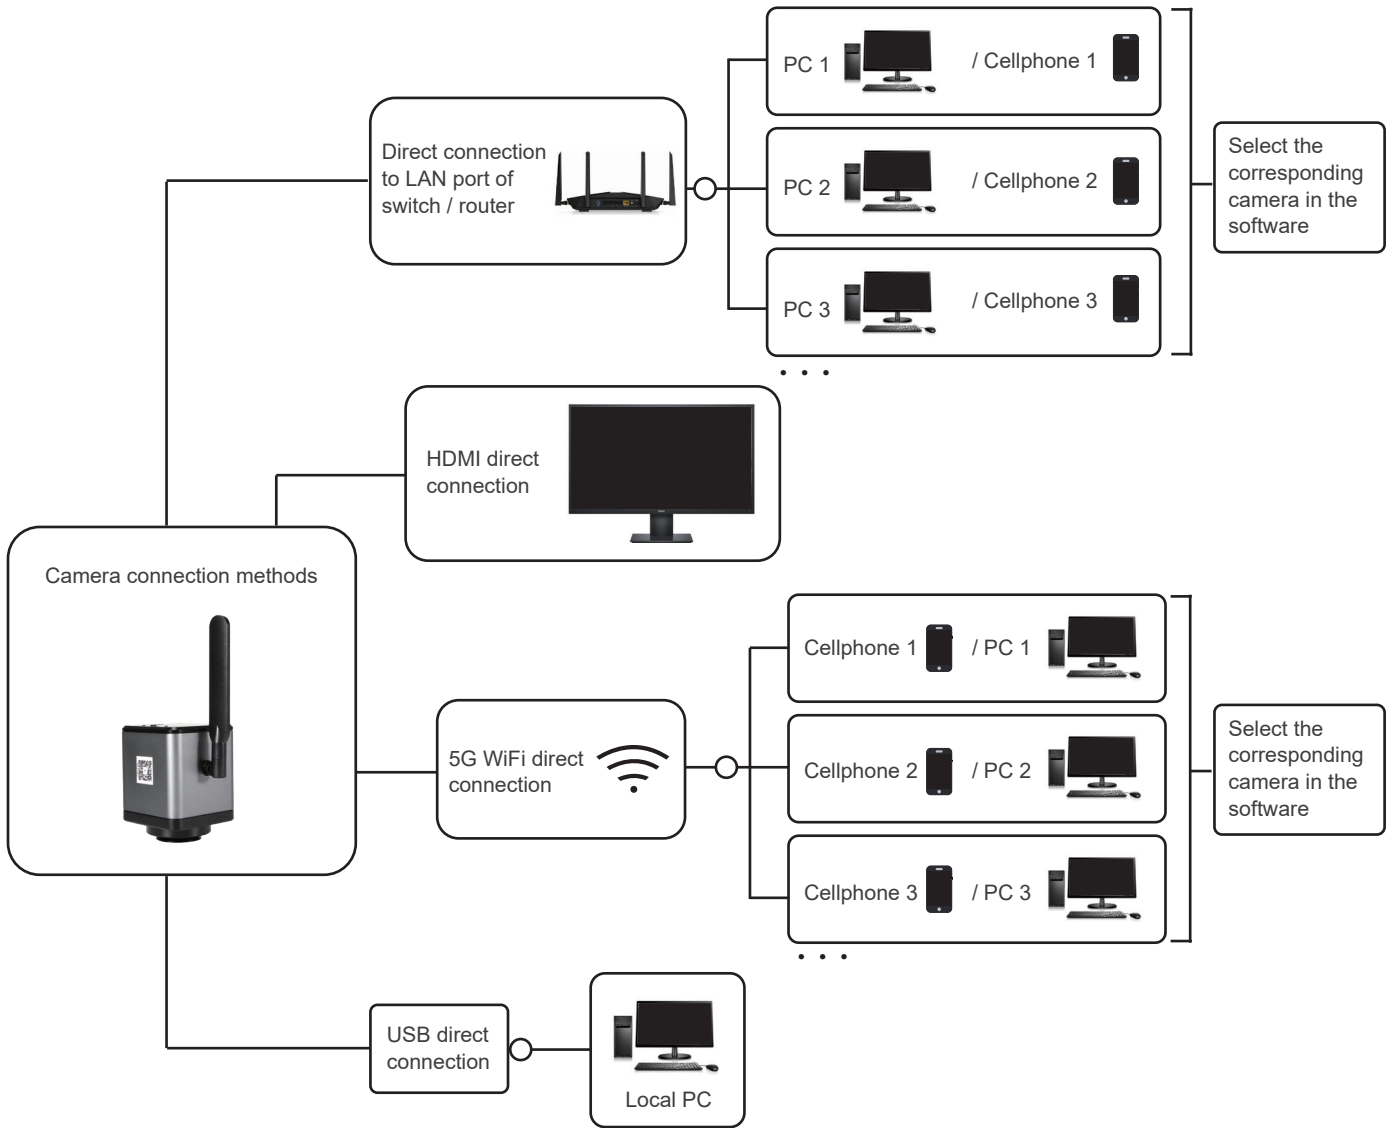 PC 1
/ Cellphone 1
Direct connection
to LAN port of
switch / router
PC 2
/ Cellphone 2
PC 3
/ Cellphone 3
. . .
Select the
corresponding
camera in the
software
HDMI direct
connection
Camera connection methods
5G WiFi direct
connection
Cellphone 1
/ PC 1
Cellphone 2
/ PC 2
Cellphone 3
/ PC 3
. . .
Select the
corresponding
camera in the
software
USB direct
connection
Local PC